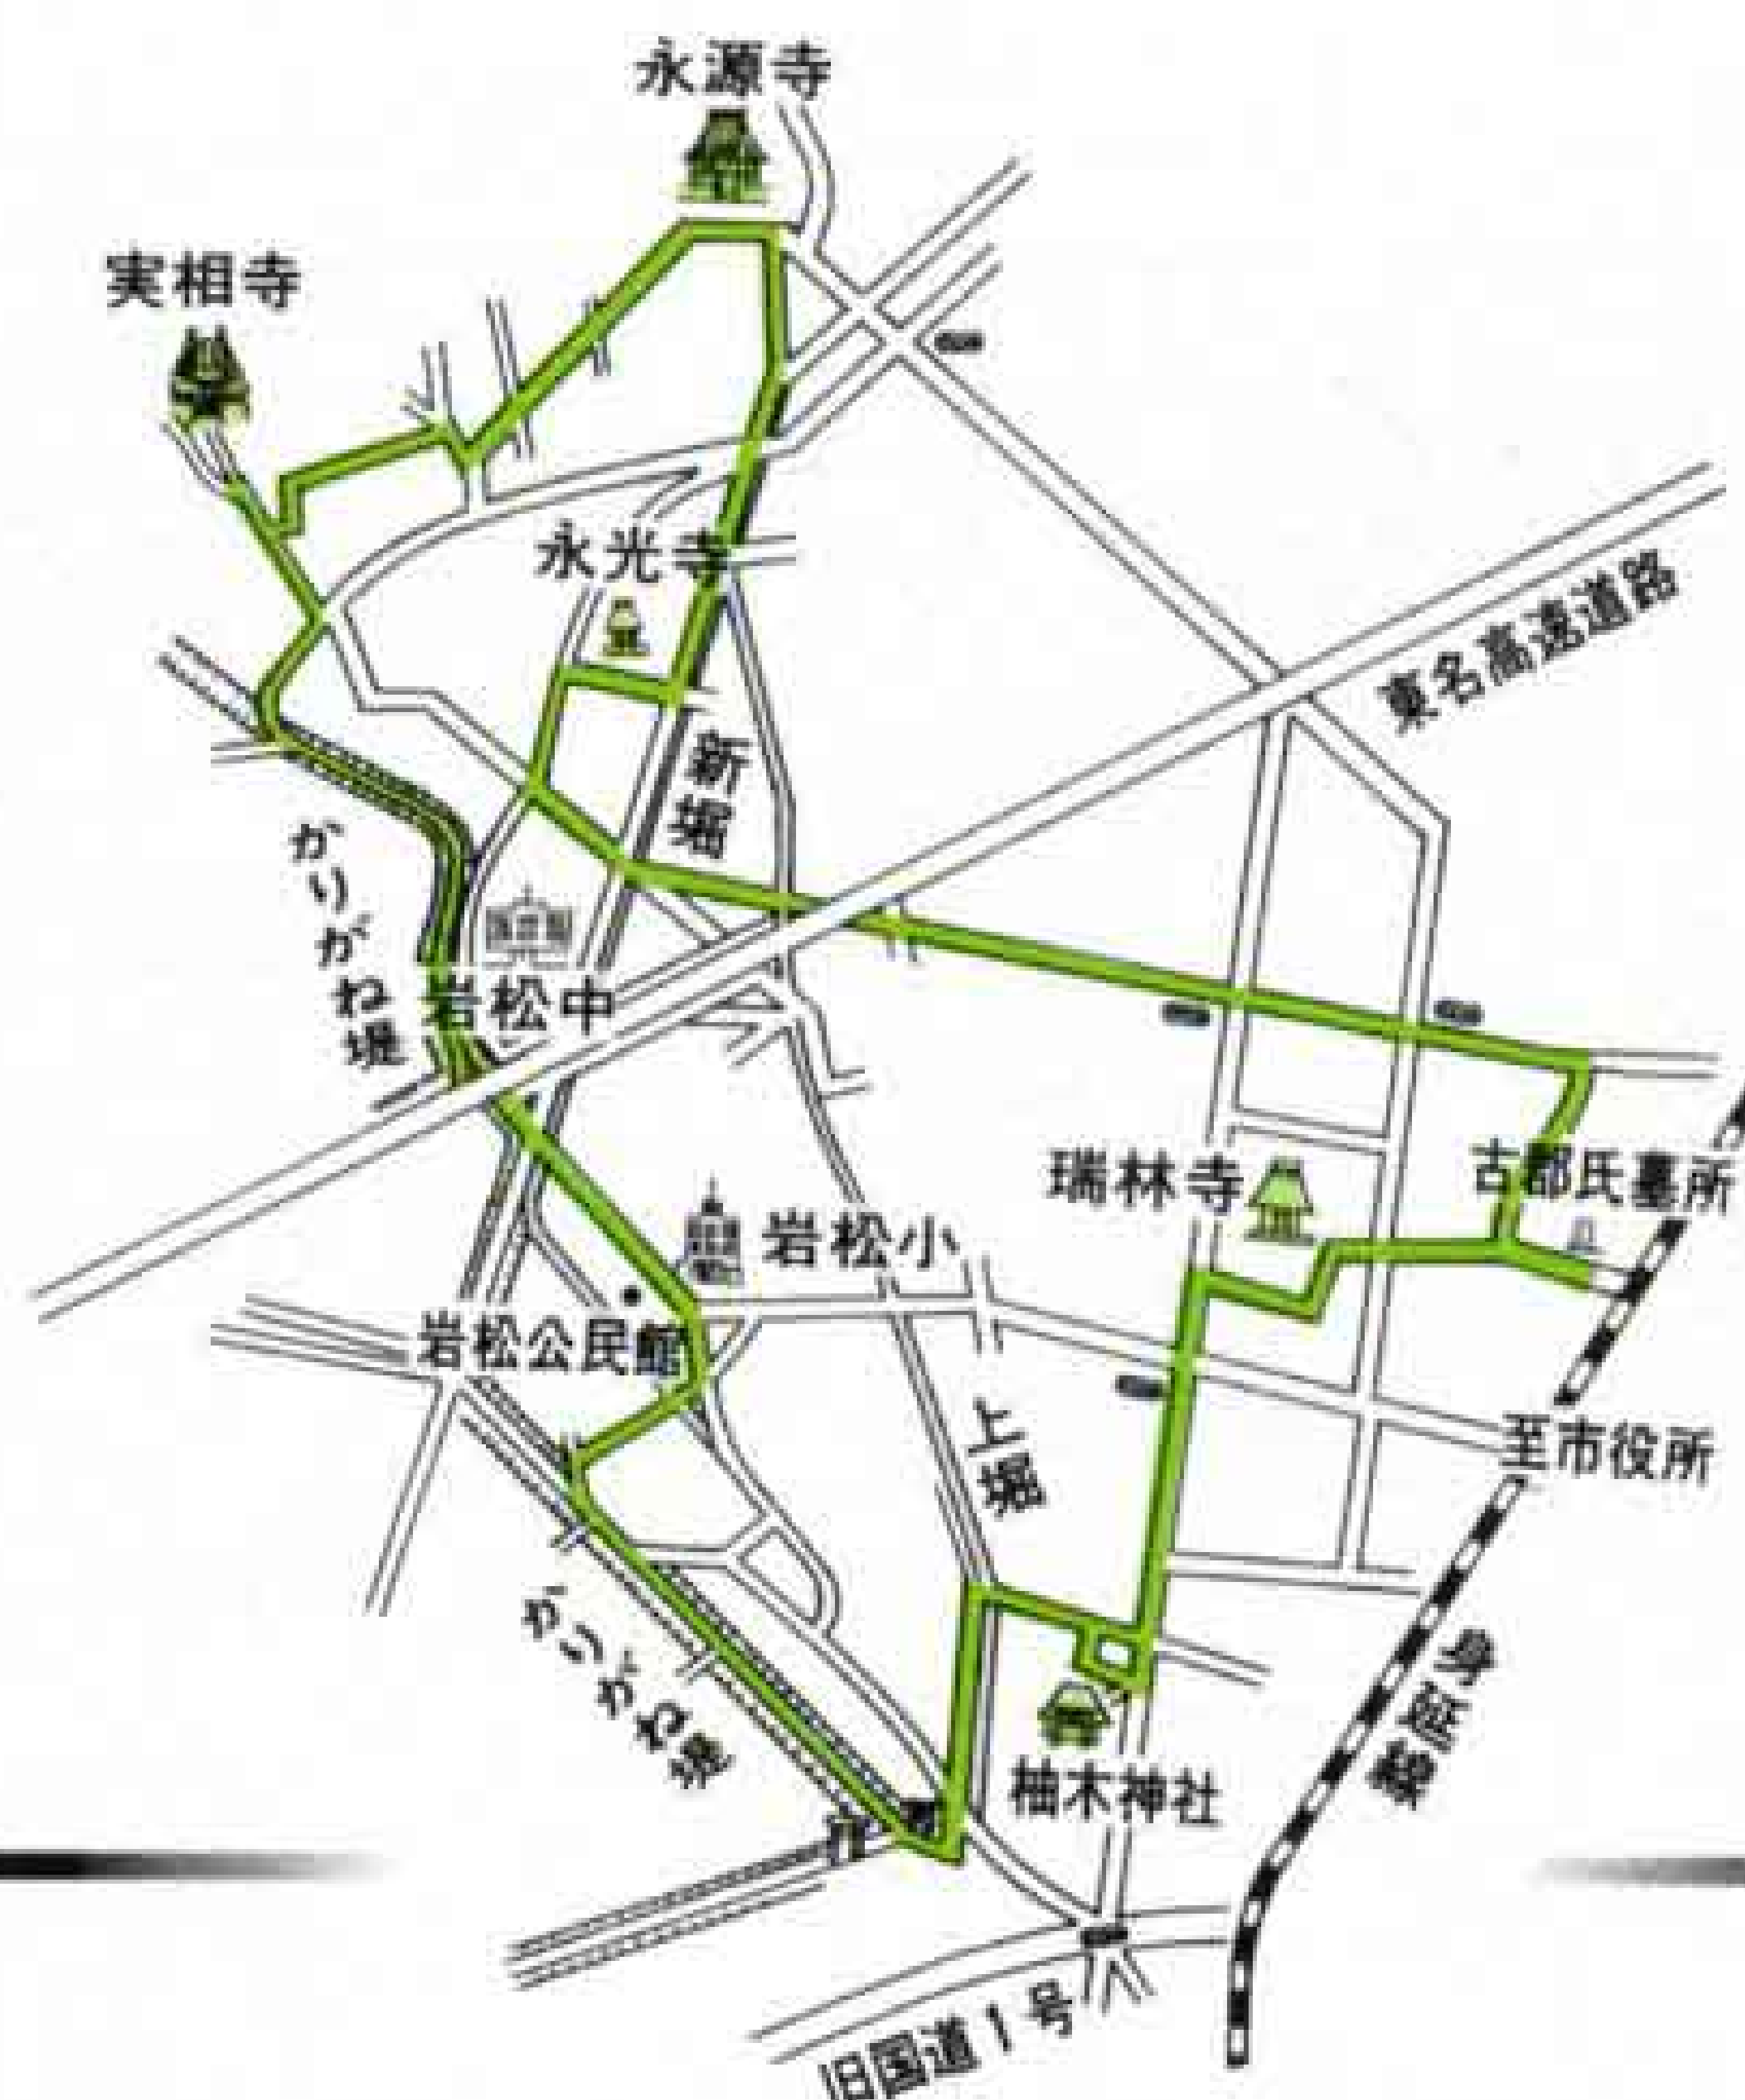 永源寺
実相寺
永光寺
東名高速道路
新堀
かりがね堤
岩松中
瑞林寺
古郡氏墓所
岩松小
岩松公民館
上堀
至市役所
かりがね堤
身延線
柚木神社
旧国道1号